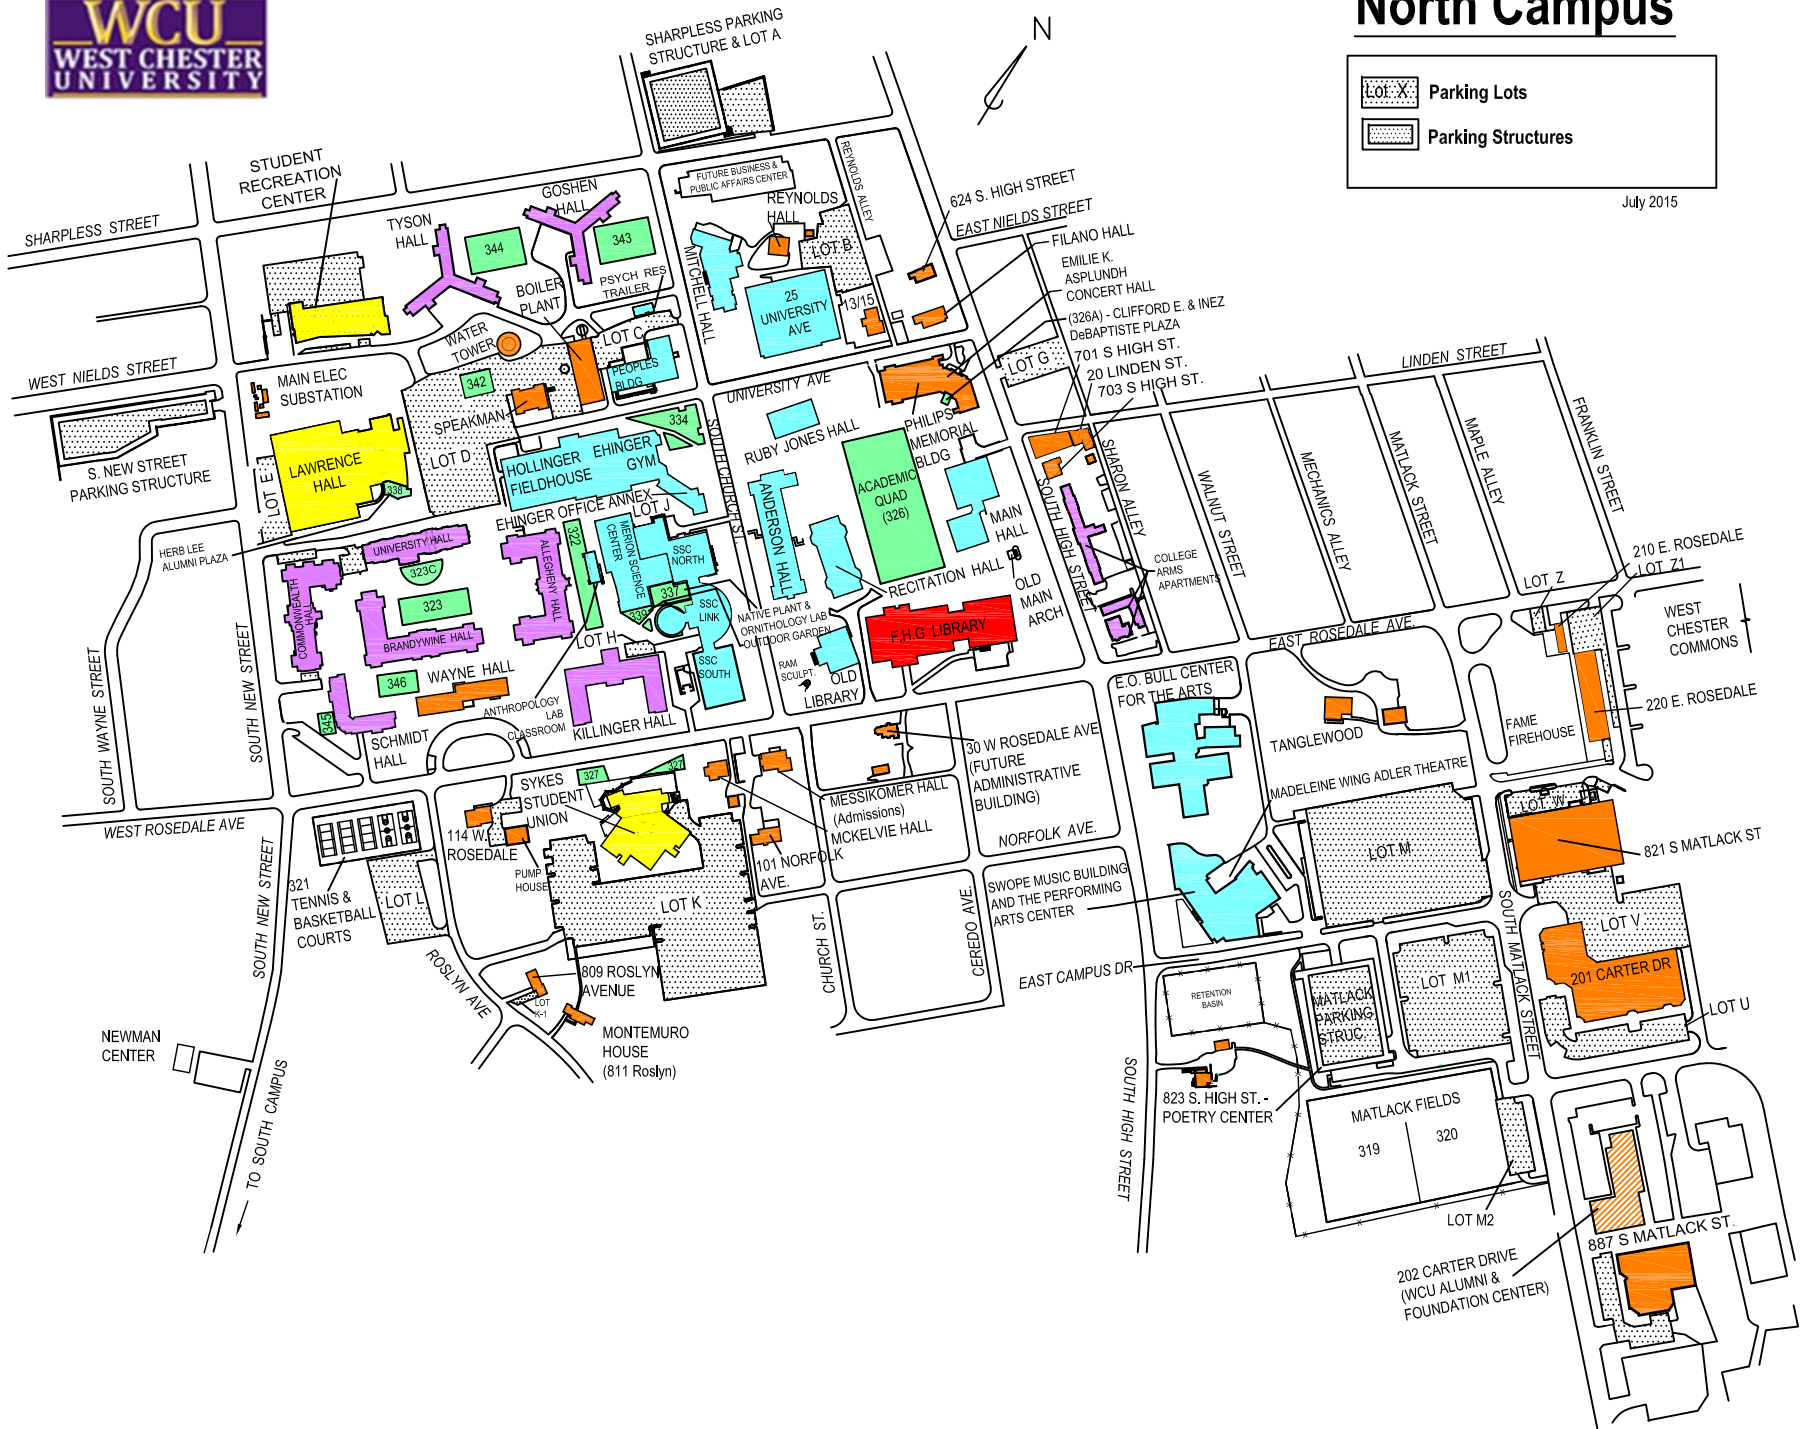 WCU
WEST CHESTER
UNIVERSITY
North Campus
Lot X
Parking Lots
Parking Structures
July 2015
N
SHARPLESS PARKING
STRUCTURE & LOT A
STUDENT
RECREATION
CENTER
SHARPLESS STREET
TYSON
HALL
GOSHEN
HALL
344
343
FUTURE BUSINESS &
PUBLIC AFFAIRS CENTER
REYNOLDS
HALL
REYNOLDS ALLEY
LOT B
624 S. HIGH STREET
EAST NIELDS STREET
FILANO HALL
EMILIE K.
ASPLUNDH
CONCERT HALL
(326A) - CLIFFORD E. & INEZ
DeBAPTISTE PLAZA
701 S HIGH ST.
20 LINDEN ST.
703 S HIGH ST.
MITCHELL HALL
25
UNIVERSITY
AVE
13/15
PSYCH RES
TRAILER
BOILER
PLANT
WATER
TOWER
LOT C
PEOPLES
BLDG
WEST NIELDS STREET
MAIN ELEC
SUBSTATION
342
SPEAKMAN
LOT D
334
UNIVERSITY AVE
LOT G
LINDEN STREET
S. NEW STREET
PARKING STRUCTURE
LOT E
LAWRENCE
HALL
338
HOLLINGER
FIELDHOUSE
EHINGER
GYM
EHINGER OFFICE ANNEX
LOT J
SOUTH CHURCH ST.
RUBY JONES HALL
PHILIPS
MEMORIAL
BLDG
ACADEMIC
QUAD
(326)
ANDERSON HALL
MAIN
HALL
RECITATION HALL
OLD
MAIN
ARCH
SOUTH HIGH STREET
SHARON ALLEY
WALNUT STREET
MECHANICS ALLEY
MATLACK STREET
MAPLE ALLEY
FRANKLIN STREET
COLLEGE
ARMS
APARTMENTS
HERB LEE
ALUMNI PLAZA
UNIVERSITY HALL
323C
323
COMMONWEALTH
HALL
BRANDYWINE HALL
ALLEGHENY HALL
322
MERION SCIENCE
CENTER
SSC
NORTH
337
339
SSC
LINK
SSC
SOUTH
NATIVE PLANT &
ORNITHOLOGY LAB
OUTDOOR GARDEN
RAM
SCULPT.
OLD
LIBRARY
F.H.G LIBRARY
LOT H
WAYNE HALL
346
345
SCHMIDT
HALL
ANTHROPOLOGY
LAB
CLASSROOM
KILLINGER HALL
SOUTH WAYNE STREET
SOUTH NEW STREET
EAST ROSEDALE AVE.
210 E. ROSEDALE
LOT Z
LOT Z1
WEST
CHESTER
COMMONS
220 E. ROSEDALE
FAME
FIREHOUSE
E.O. BULL CENTER
FOR THE ARTS
TANGLEWOOD
MADELEINE WING ADLER THEATRE
WEST ROSEDALE AVE
327
327
SYKES
STUDENT
UNION
114 W.
ROSEDALE
PUMP
HOUSE
321
TENNIS &
BASKETBALL
COURTS
LOT L
LOT K
30 W ROSEDALE AVE
(FUTURE
ADMINISTRATIVE
BUILDING)
MESSIKOMER HALL
(Admissions)
MCKELVIE HALL
101 NORFOLK
AVE.
NORFOLK AVE.
SWOPE MUSIC BUILDING
AND THE PERFORMING
ARTS CENTER
LOT M
LOT W
821 S MATLACK ST
LOT V
201 CARTER DR
LOT U
SOUTH MATLACK STREET
SOUTH NEW STREET
ROSLYN AVE
CHURCH ST.
CEREDO AVE.
EAST CAMPUS DR
RETENTION
BASIN
MATLACK
PARKING
STRUC.
LOT M1
809 ROSLYN
AVENUE
LOT
K-1
MONTEMURO
HOUSE
(811 Roslyn)
NEWMAN
CENTER
TO SOUTH CAMPUS
SOUTH HIGH STREET
823 S. HIGH ST. -
POETRY CENTER
MATLACK FIELDS
319
320
LOT M2
887 S MATLACK ST.
202 CARTER DRIVE
(WCU ALUMNI &
FOUNDATION CENTER)